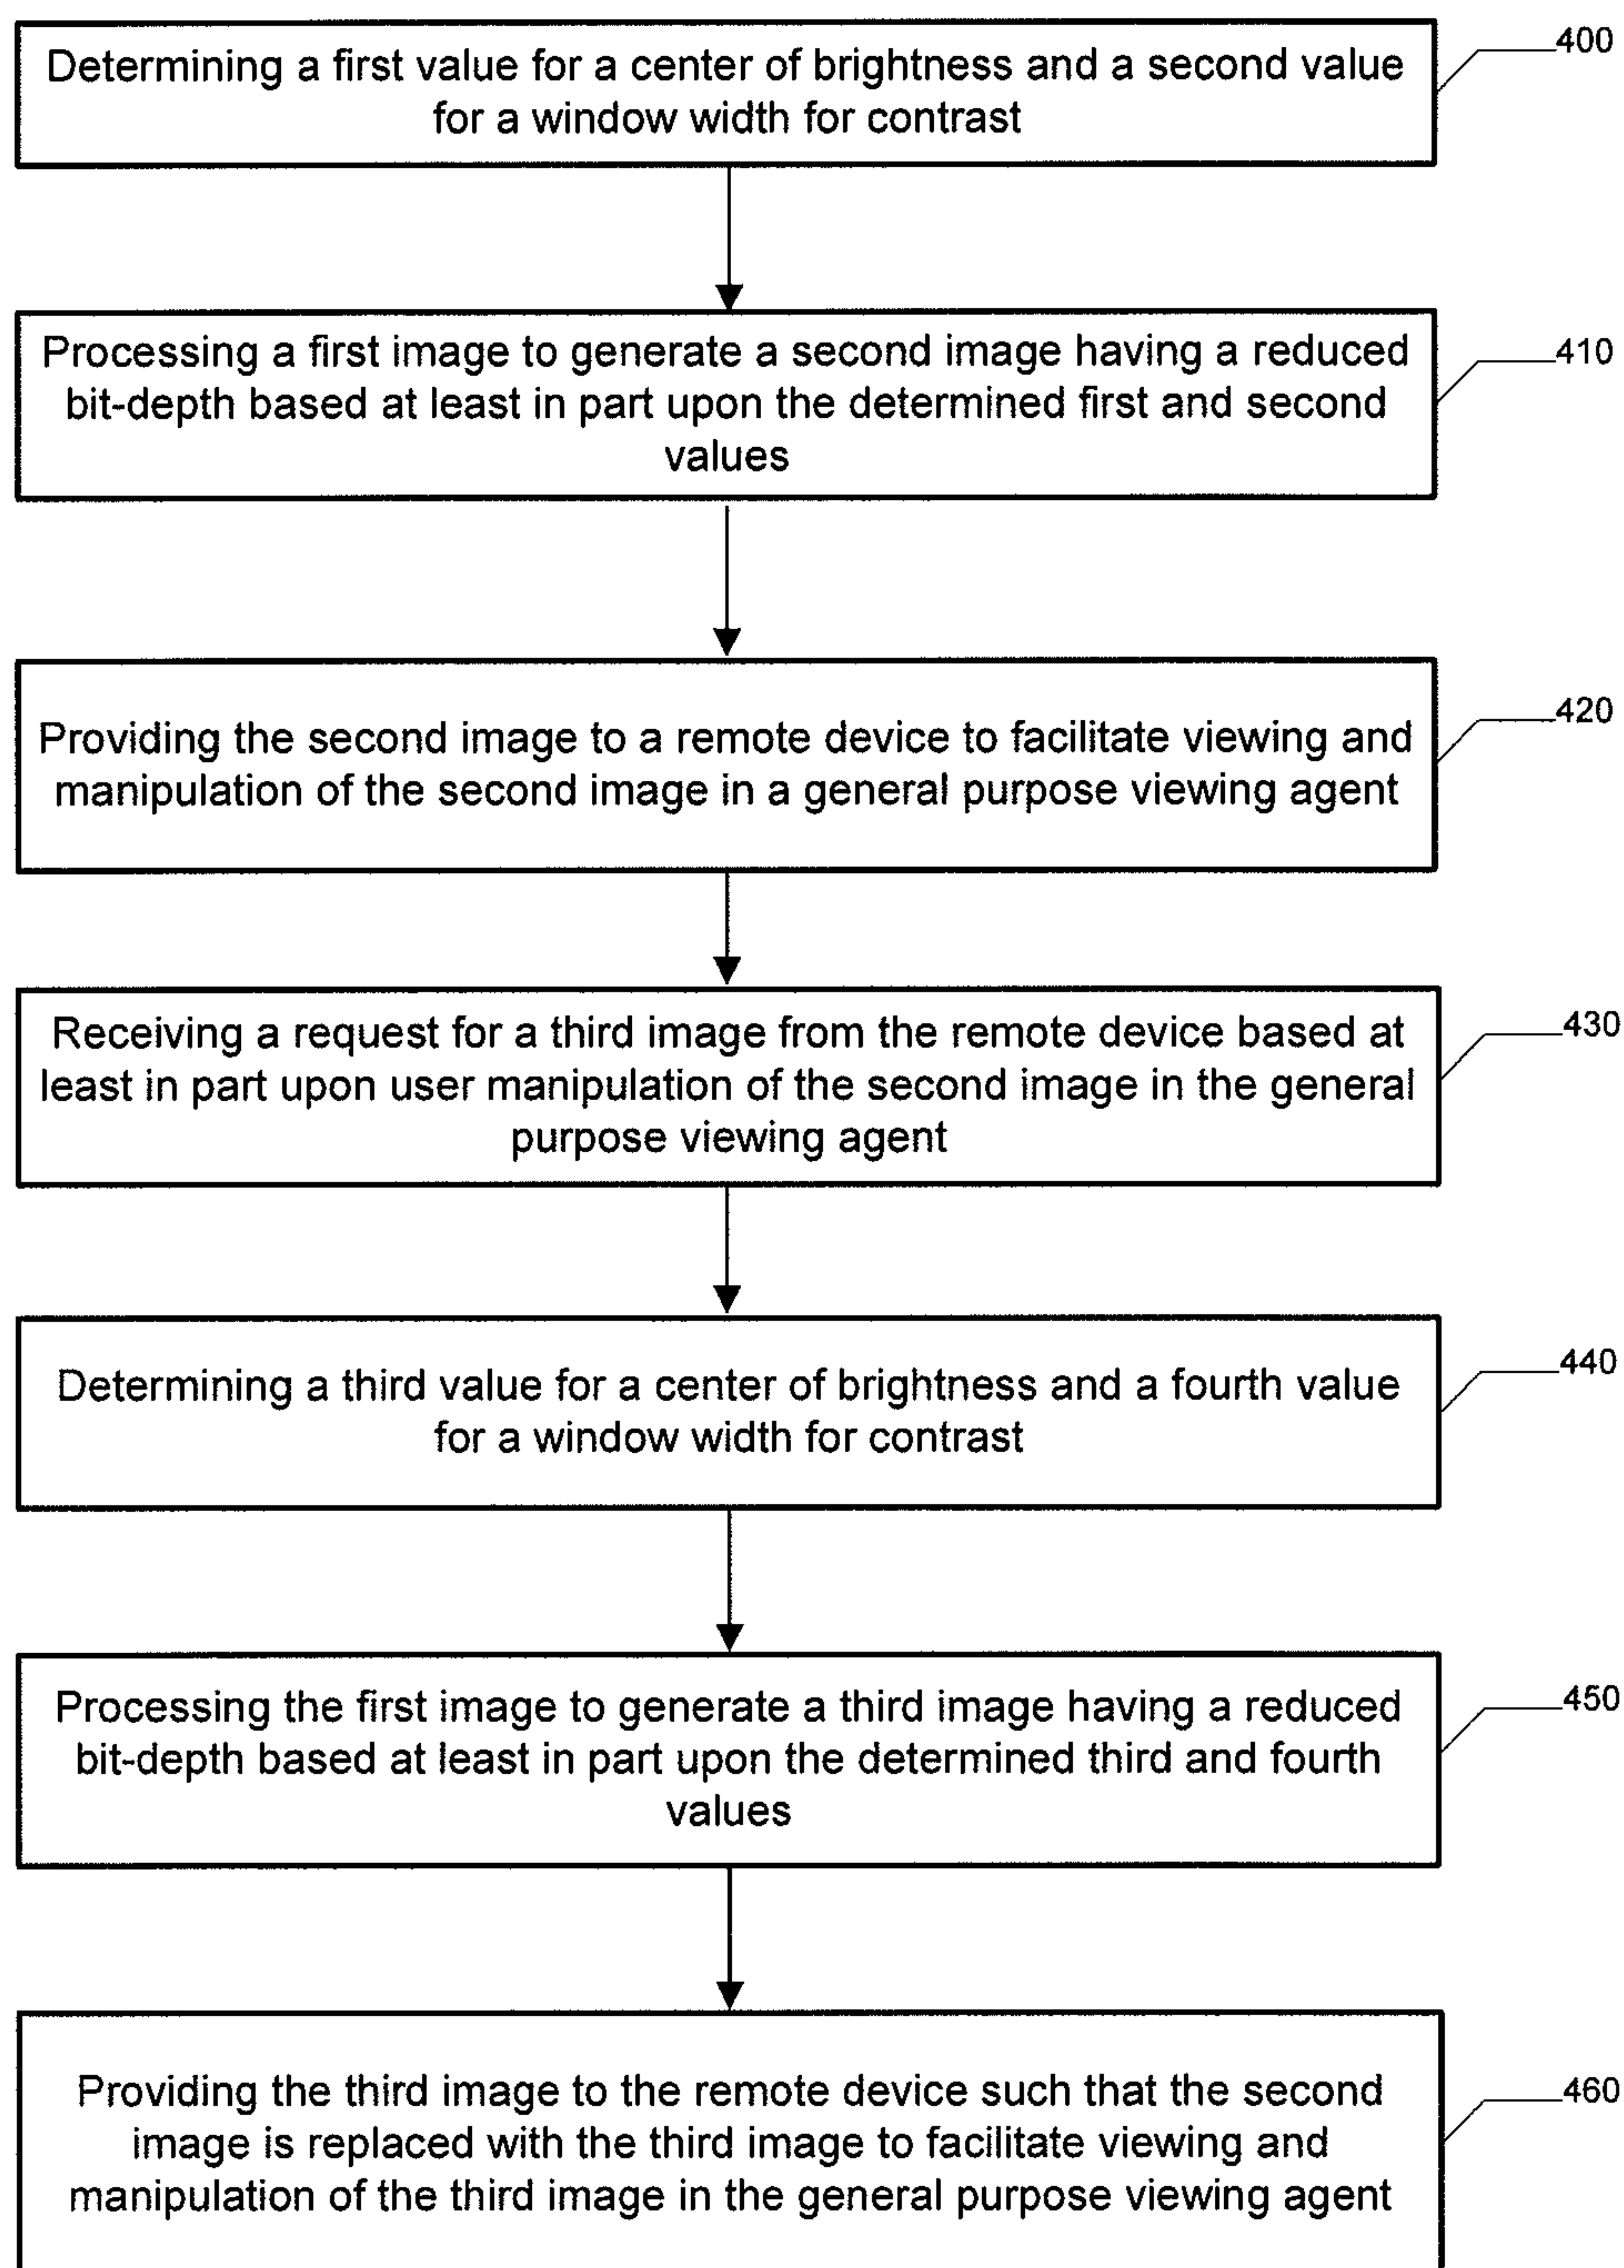 Determining a first value for a center of brightness and a second value
for a window width for contrast
400
Processing a first image to generate a second image having a reduced
bit-depth based at least in part upon the determined first and second
values
410
Providing the second image to a remote device to facilitate viewing and
manipulation of the second image in a general purpose viewing agent
420
Receiving a request for a third image from the remote device based at
least in part upon user manipulation of the second image in the general
purpose viewing agent
430
Determining a third value for a center of brightness and a fourth value
for a window width for contrast
440
Processing the first image to generate a third image having a reduced
bit-depth based at least in part upon the determined third and fourth
values
450
Providing the third image to the remote device such that the second
image is replaced with the third image to facilitate viewing and
manipulation of the third image in the general purpose viewing agent
460